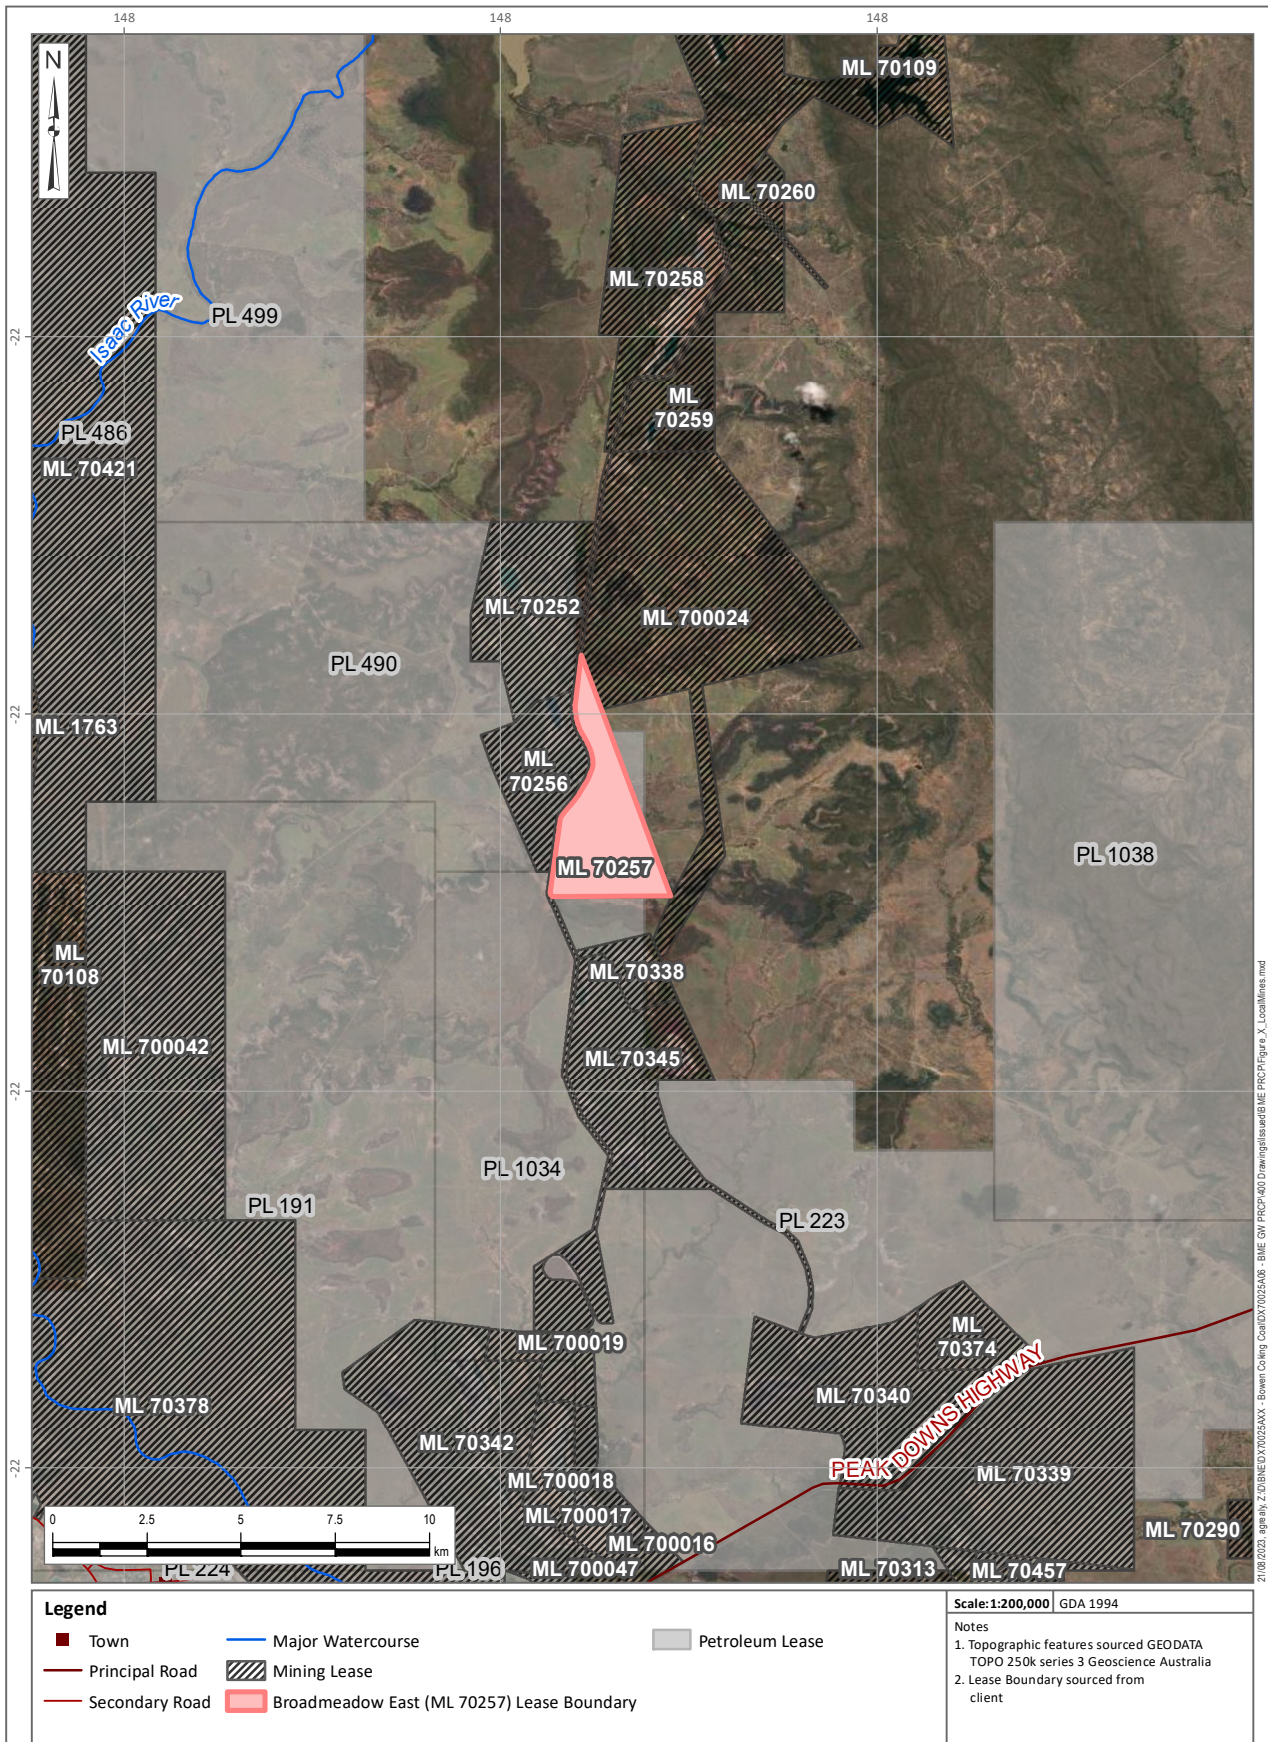 148
148
148
N
ML 70109
ML 70260
ML 70258
Isaac River
PL 499
-22
ML
70259
PL 486
ML 70421
ML 70252
ML 700024
PL 490
-22
ML 1763
ML
70256
PL 1038
ML 70257
ML
70108
ML 70338
ML 700042
ML 70345
-22
PL 1034
PL 191
PL 223
ML 700019
ML
70374
ML 70340
ML 70378
PEAK DOWNS HIGHWAY
ML 70342
-22
ML 70339
ML 700018
ML 700017
ML 700016
ML 70290
0 2.5 5 7.5 10
km
PL 224
PL 196
ML 700047
ML 70313
ML 70457
Legend
Town
Principal Road
Secondary Road
Major Watercourse
Mining Lease
Broadmeadow East (ML 70257) Lease Boundary
Petroleum Lease
Scale:1:200,000
GDA 1994
Notes
1. Topographic features sourced GEODATA
TOPO 250k series 3 Geoscience Australia
2. Lease Boundary sourced from
client